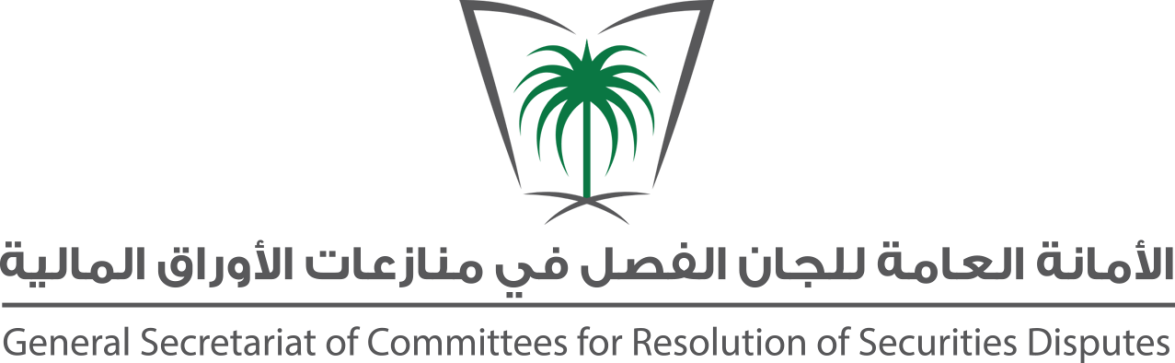 الأمانة العامة للجان الفصل في منازعات الأوراق المالية
General Secretariat of Committees for Resolution of Securities Disputes